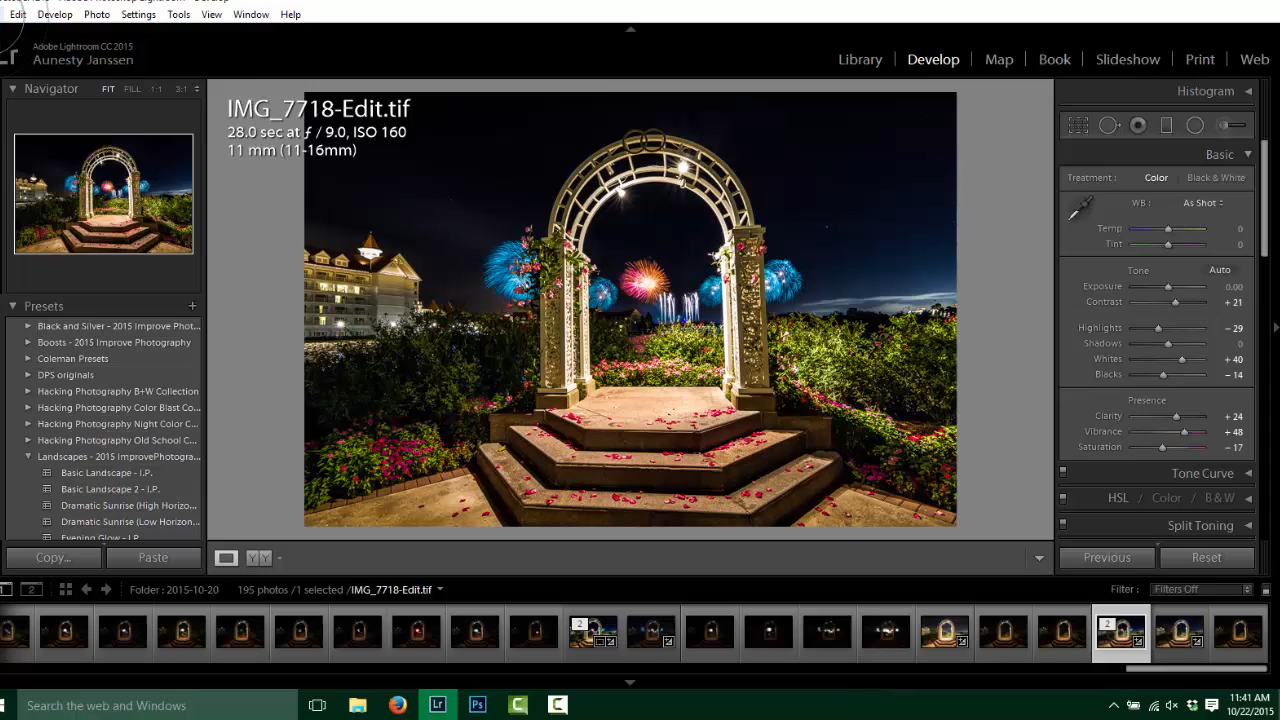 Edit Develop Photo Settings Tools View Window Help
Adobe Lightroom CC 2015
Aunesty Janssen
Library Develop Map Book Slideshow Print Web
Navigator FIT FILL 1:1 3:1
IMG_7718-Edit.tif
28.0 sec at ƒ / 9.0, ISO 160
11 mm (11-16mm)
Presets +
Black and Silver - 2015 Improve Phot...
Boosts - 2015 Improve Photography
Coleman Presets
DPS originals
Hacking Photography B+W Collection
Hacking Photography Color Blast Co...
Hacking Photography Night Color C...
Hacking Photography Old School C...
Landscapes - 2015 ImprovePhotogra...
Basic Landscape - I.P.
Basic Landscape 2 - I.P.
Dramatic Sunrise (High Horizo...
Dramatic Sunrise (Low Horizon...
Evening Glow - I.P.
Copy... Paste
Histogram
Basic
Treatment : Color Black & White
WB : As Shot
Temp 0
Tint 0
Tone Auto
Exposure 0.00
Contrast + 21
Highlights − 29
Shadows 0
Whites + 40
Blacks − 14
Presence
Clarity + 24
Vibrance + 48
Saturation − 17
Tone Curve
HSL / Color / B & W
Split Toning
Previous Reset
2 Folder : 2015-10-20 195 photos /1 selected /IMG_7718-Edit.tif Filter : Filters Off
2 2
Search the web and Windows Lr Ps C C 11:41 AM
10/22/2015